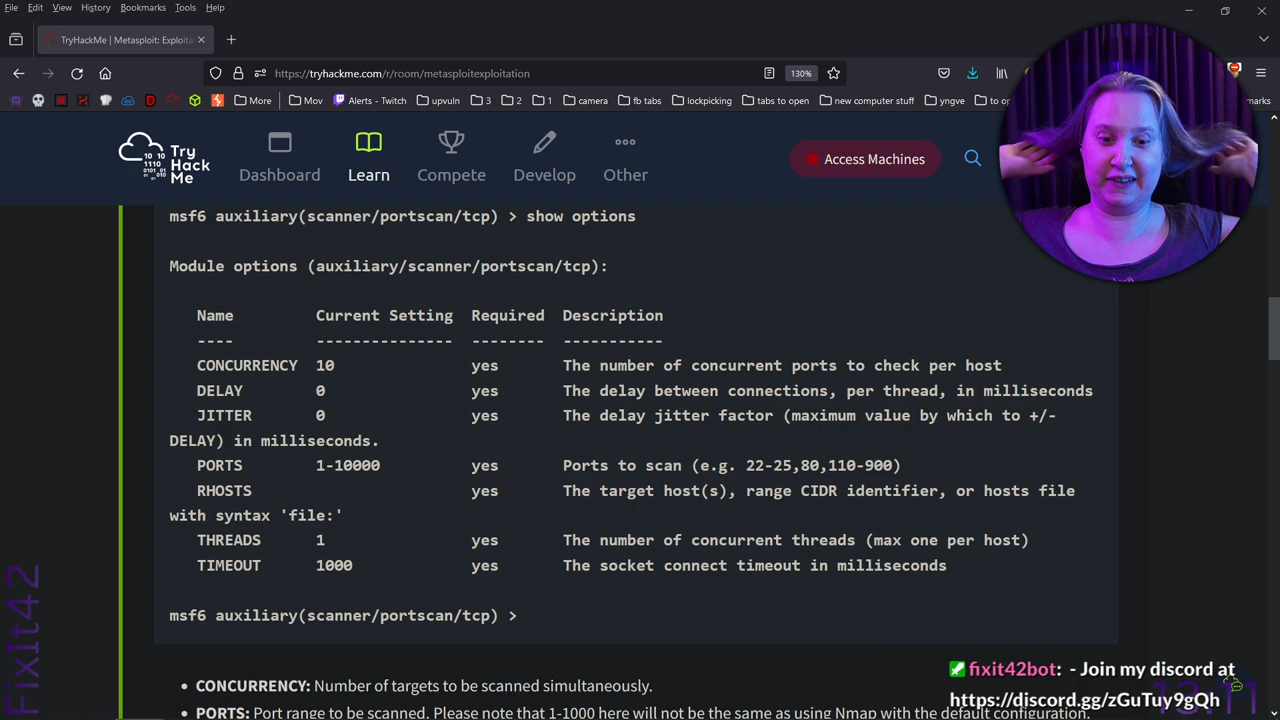 File Edit View History Bookmarks Tools Help
TryHackMe | Metasploit: Exploita
https://tryhackme.com/r/room/metasploitexploitation
130%
More Mov Alerts - Twitch upvuln 3 2 1 camera fb tabs lockpicking tabs to open new computer stuff yngve to op
marks
Try Hack Me
Dashboard Learn Compete Develop Other
Access Machines
msf6 auxiliary(scanner/portscan/tcp) > show options
Module options (auxiliary/scanner/portscan/tcp):
Name Current Setting Required Description
---- --------------- -------- -----------
CONCURRENCY 10 yes The number of concurrent ports to check per host
DELAY 0 yes The delay between connections, per thread, in milliseconds
JITTER 0 yes The delay jitter factor (maximum value by which to +/-
DELAY) in milliseconds.
PORTS 1-10000 yes Ports to scan (e.g. 22-25,80,110-900)
RHOSTS yes The target host(s), range CIDR identifier, or hosts file
with syntax 'file:'
THREADS 1 yes The number of concurrent threads (max one per host)
TIMEOUT 1000 yes The socket connect timeout in milliseconds
msf6 auxiliary(scanner/portscan/tcp) >
CONCURRENCY: Number of targets to be scanned simultaneously.
PORTS: Port range to be scanned. Please note that 1-1000 here will not be the same as using Nmap with the default configuration.
FixIt42
fixit42bot: - Join my discord at
https://discord.gg/zGuTuy9gQh